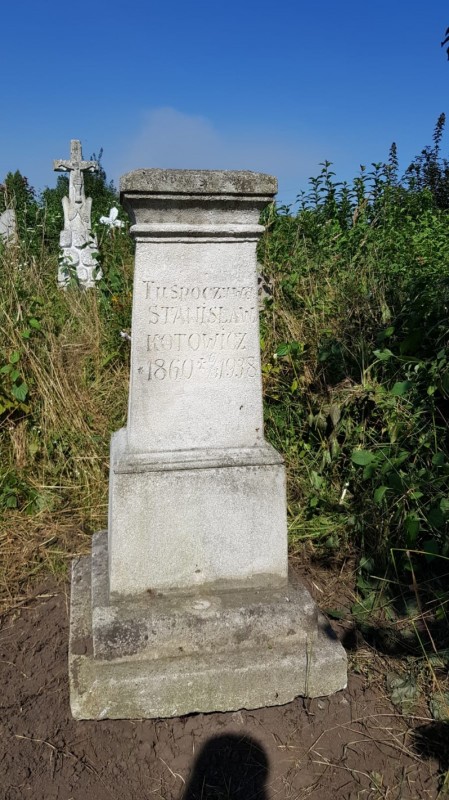 TU SPOCZYWA
STANISŁAW
KOTOWICZ
*1860 1938